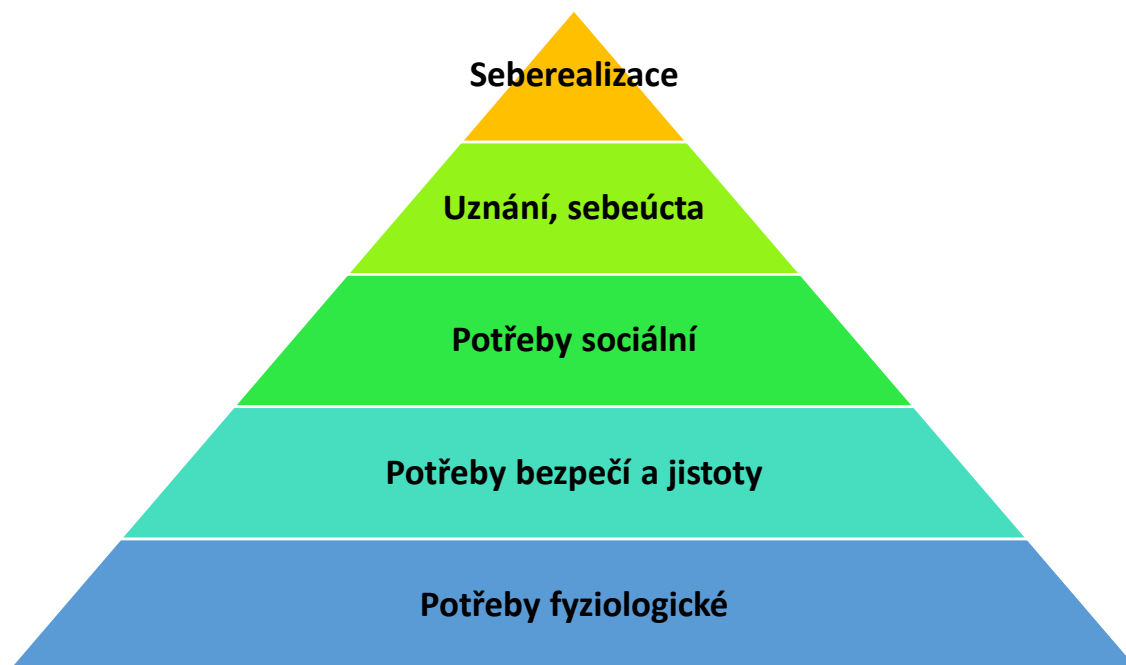 Seberealizace
Uznání, sebeúcta
Potřeby sociální
Potřeby bezpečí a jistoty
Potřeby fyziologické